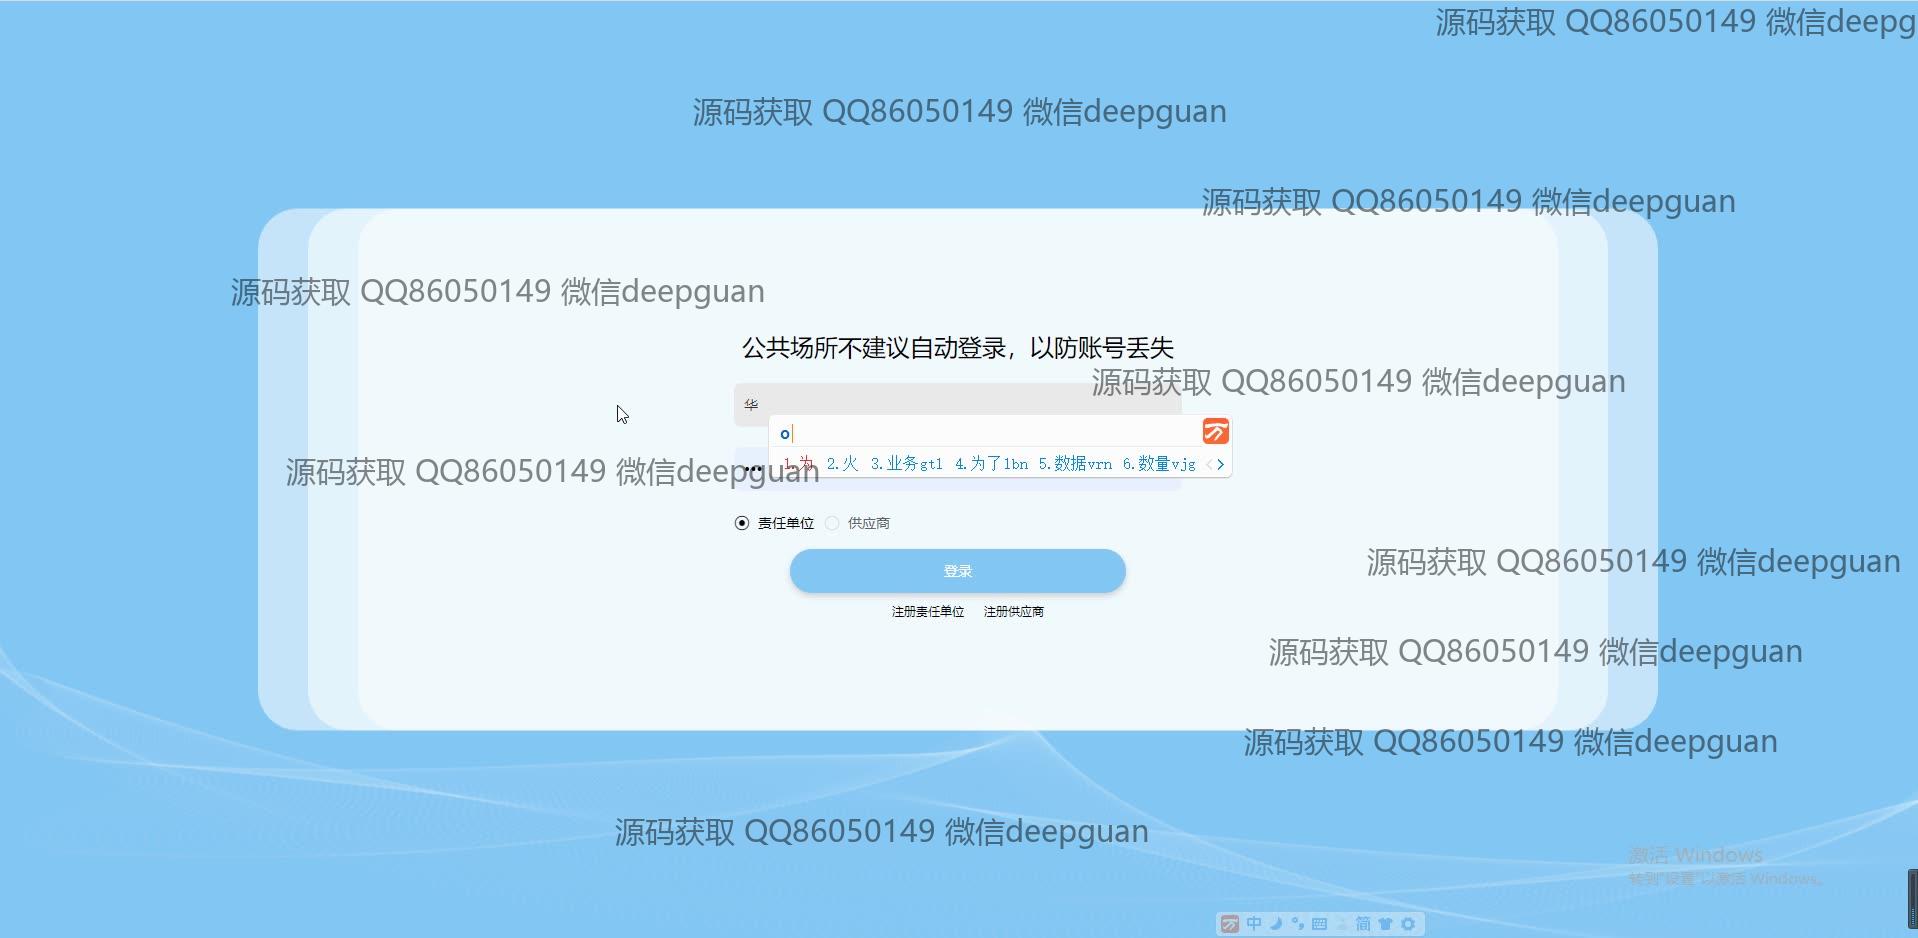 源码获取 QQ86050149 微信deepg
源码获取 QQ86050149 微信deepguan
源码获取 QQ86050149 微信deepguan
源码获取 QQ86050149 微信deepguan
公共场所不建议自动登录，以防账号丢失
源码获取 QQ86050149 微信deepguan
华
o
1.为 2.火 3.业务gtl 4.为了lbn 5.数据vrn 6.数量vjg
源码获取 QQ86050149 微信deepguan
责任单位 供应商
源码获取 QQ86050149 微信deepguan
登录
注册责任单位 注册供应商
源码获取 QQ86050149 微信deepguan
源码获取 QQ86050149 微信deepguan
源码获取 QQ86050149 微信deepguan
激活 Windows
转到"设置"以激活 Windows。
中 简